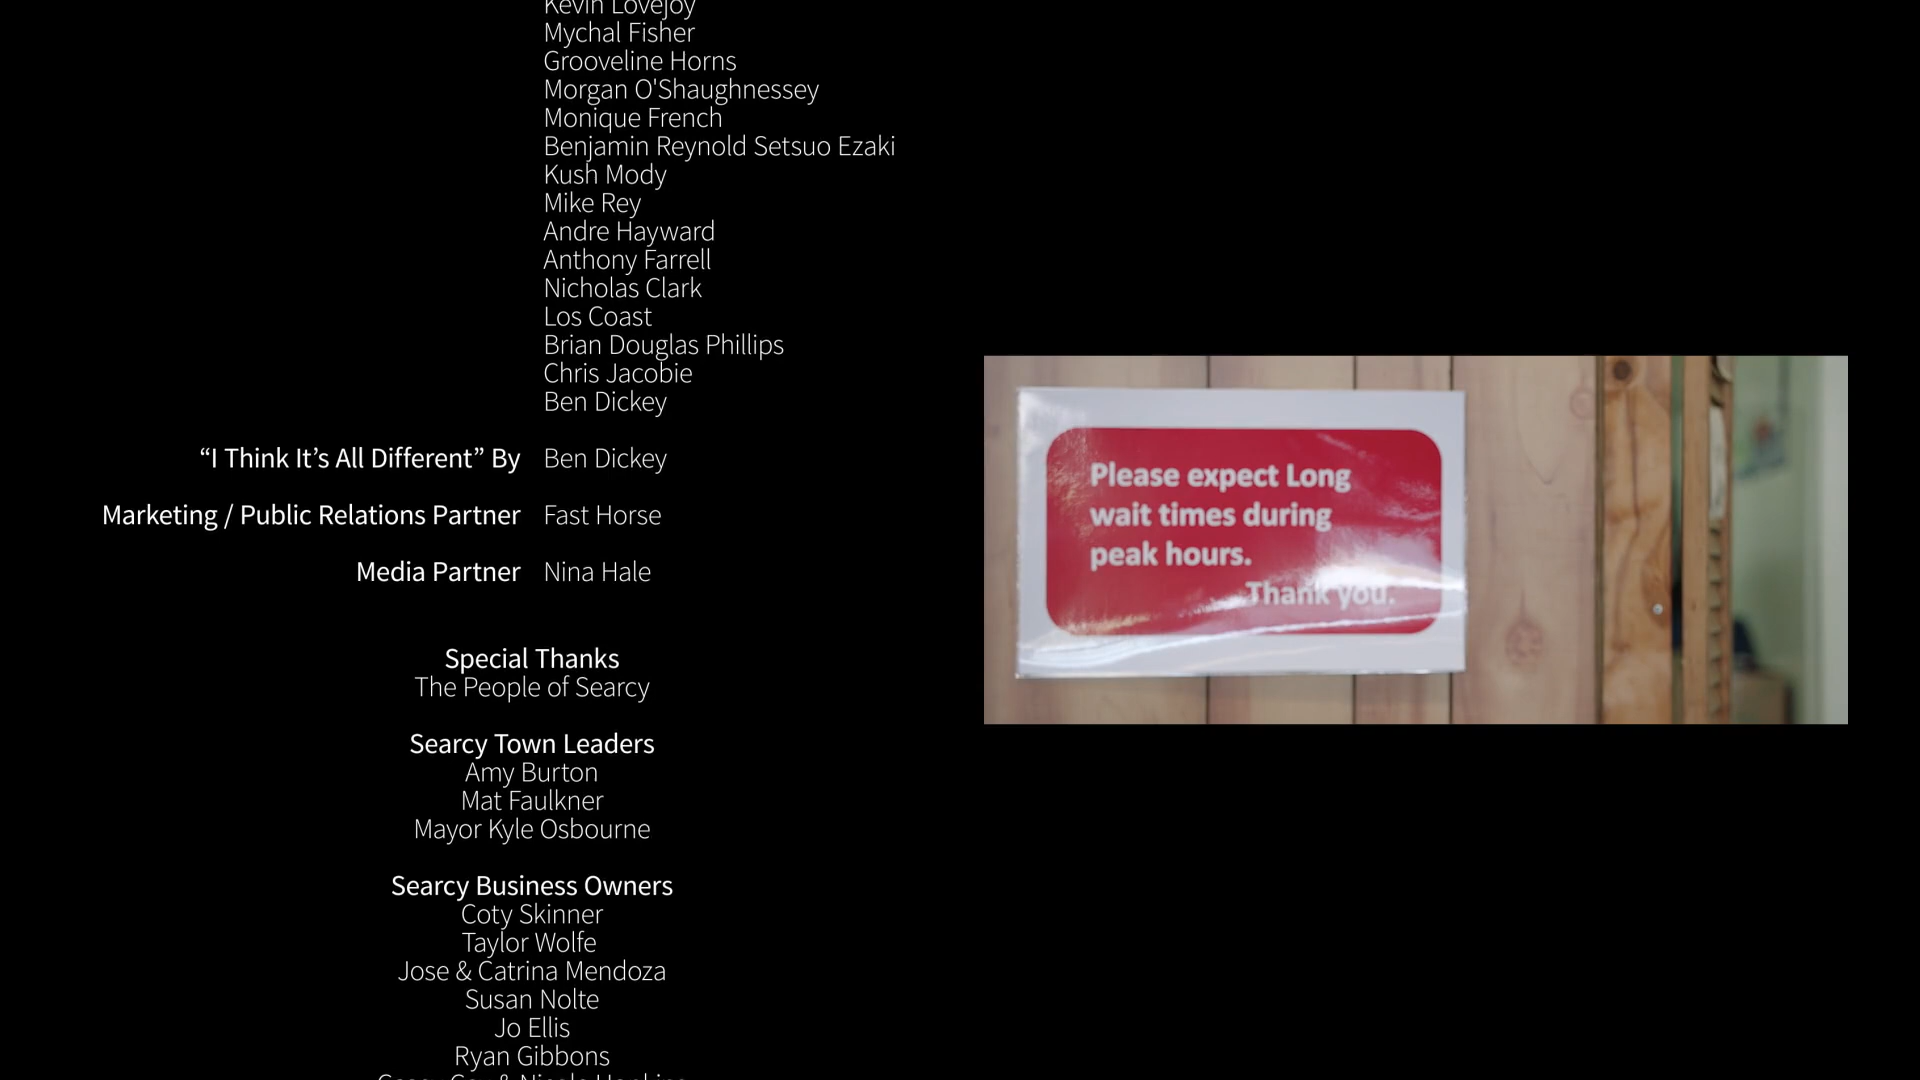 Kevin Lovejoy
Mychal Fisher
Grooveline Horns
Morgan O'Shaughnessey
Monique French
Benjamin Reynold Setsuo Ezaki
Kush Mody
Mike Rey
Andre Hayward
Anthony Farrell
Nicholas Clark
Los Coast
Brian Douglas Phillips
Chris Jacobie
Ben Dickey
“I Think It’s All Different” By Ben Dickey
Marketing / Public Relations Partner Fast Horse
Media Partner Nina Hale
Special Thanks
The People of Searcy
Searcy Town Leaders
Amy Burton
Mat Faulkner
Mayor Kyle Osbourne
Searcy Business Owners
Coty Skinner
Taylor Wolfe
Jose & Catrina Mendoza
Susan Nolte
Jo Ellis
Ryan Gibbons
Please expect Long
wait times during
peak hours.
Thank you.